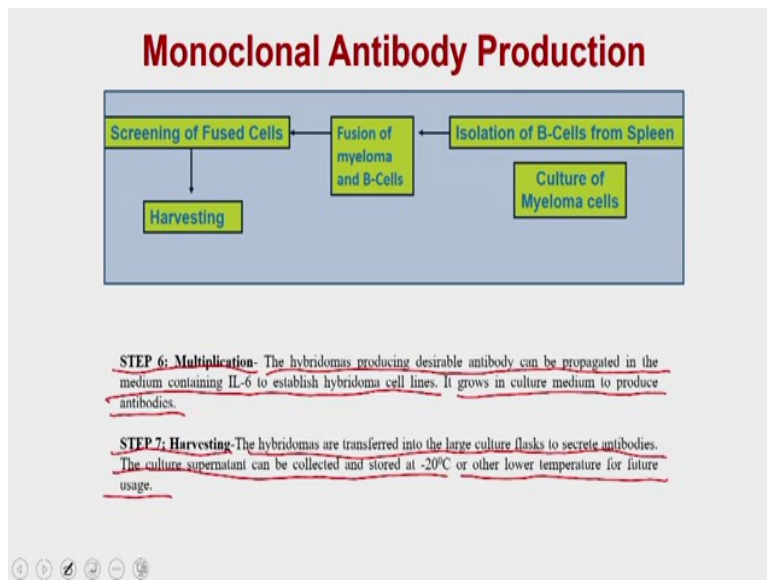 Monoclonal Antibody Production
Screening of Fused Cells
Fusion of
myeloma
and B-Cells
Isolation of B-Cells from Spleen
Culture of
Myeloma cells
Harvesting
STEP 6: Multiplication- The hybridomas producing desirable antibody can be propagated in the
medium containing IL-6 to establish hybridoma cell lines. It grows in culture medium to produce
antibodies.
STEP 7: Harvesting-The hybridomas are transferred into the large culture flasks to secrete antibodies.
The culture supernatant can be collected and stored at -20⁰C or other lower temperature for future
usage.